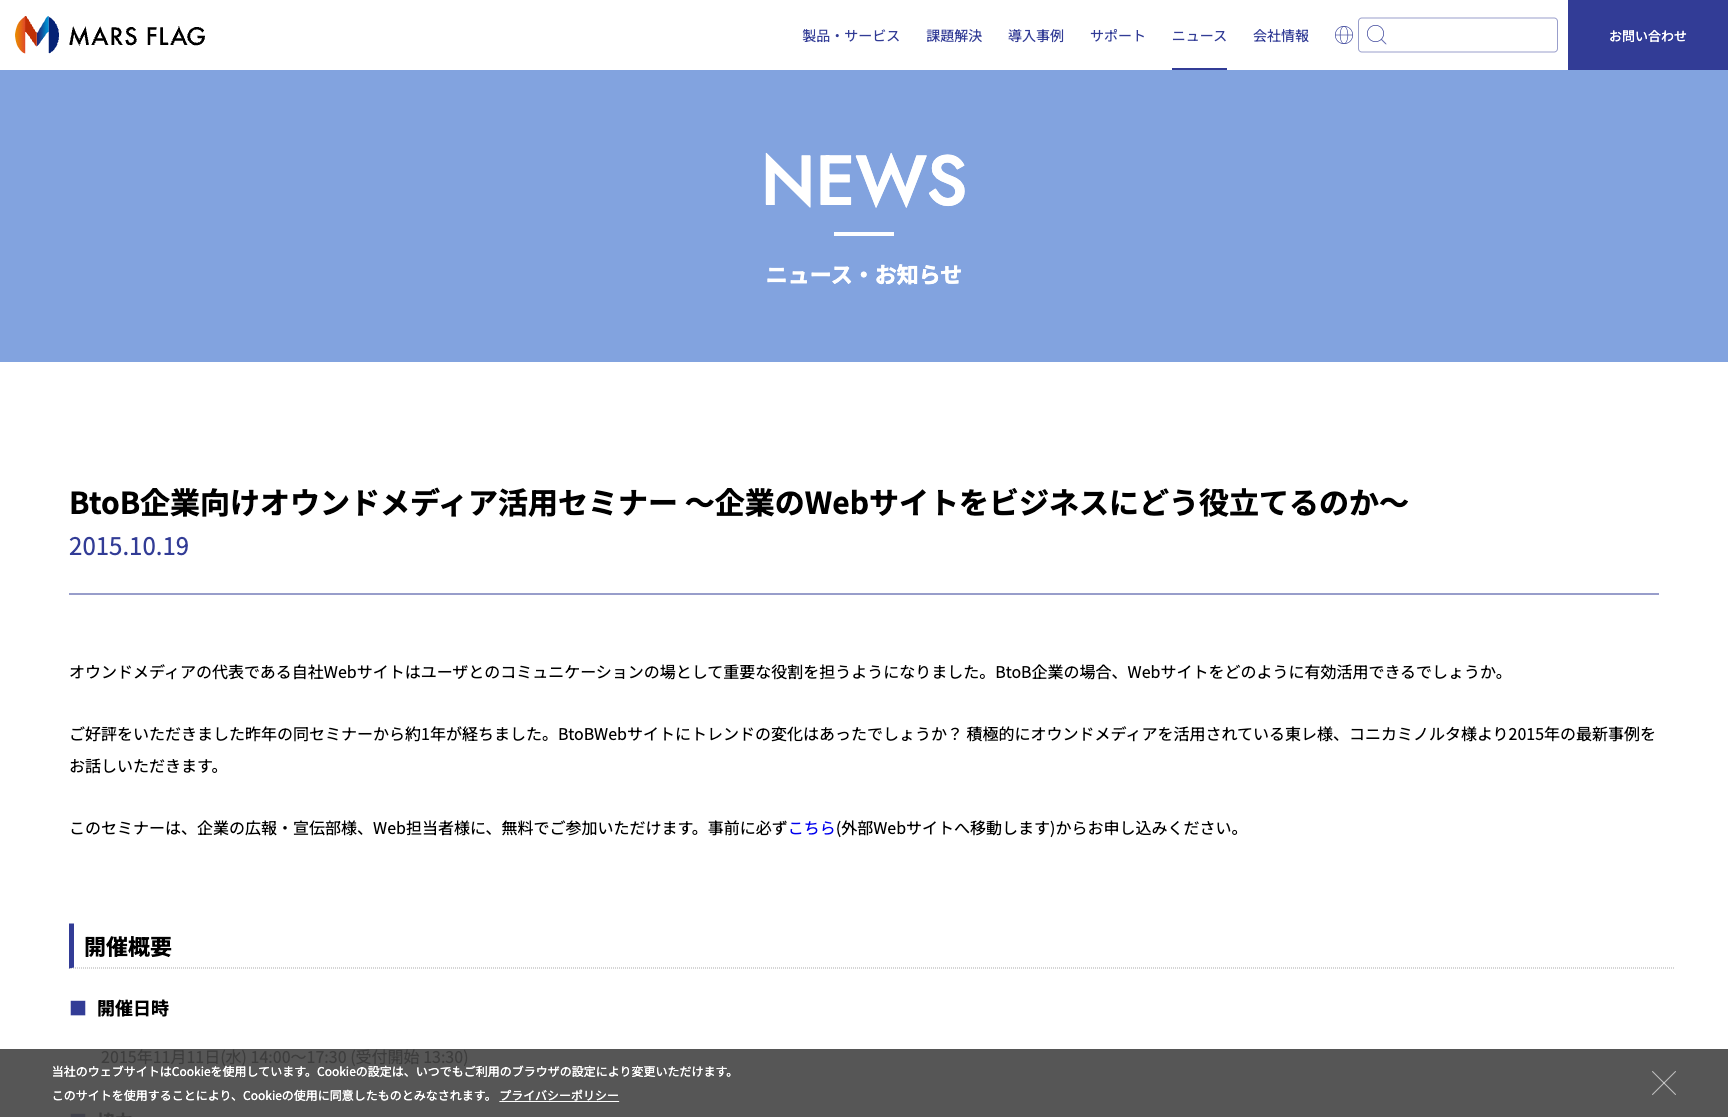 MARS FLAG
製品・サービス 課題解決 導入事例 サポート ニュース 会社情報 お問い合わせ
NEWS
ニュース・お知らせ
BtoB企業向けオウンドメディア活用セミナー ～企業のWebサイトをビジネスにどう役立てるのか～
2015.10.19
オウンドメディアの代表である自社Webサイトはユーザとのコミュニケーションの場として重要な役割を担うようになりました。BtoB企業の場合、Webサイトをどのように有効活用できるでしょうか。
ご好評をいただきました昨年の同セミナーから約1年が経ちました。BtoBWebサイトにトレンドの変化はあったでしょうか？ 積極的にオウンドメディアを活用されている東レ様、コニカミノルタ様より2015年の最新事例を
お話しいただきます。
このセミナーは、企業の広報・宣伝部様、Web担当者様に、無料でご参加いただけます。事前に必ずこちら(外部Webサイトへ移動します)からお申し込みください。
開催概要
■ 開催日時
2015年11月11日(水) 14:00～17:30 (受付開始 13:30)
当社のウェブサイトはCookieを使用しています。Cookieの設定は、いつでもご利用のブラウザの設定により変更いただけます。
このサイトを使用することにより、Cookieの使用に同意したものとみなされます。 プライバシーポリシー